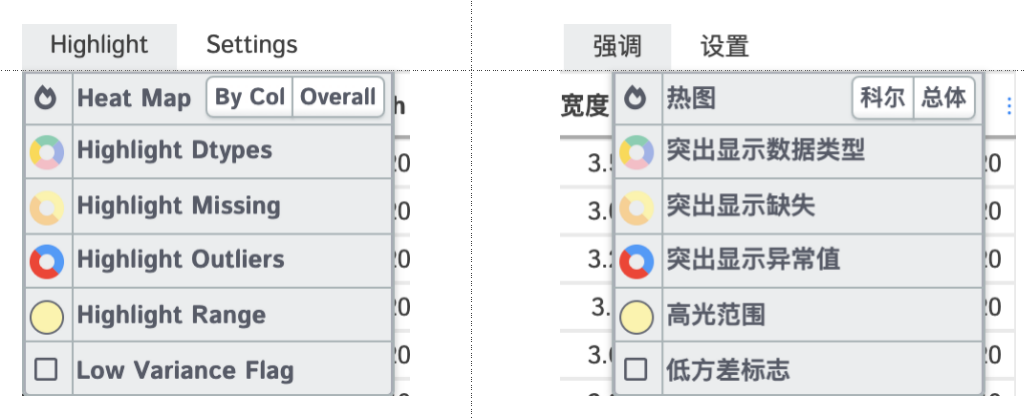 Highlight Settings
Heat Map By Col Overall
Highlight Dtypes
Highlight Missing
Highlight Outliers
Highlight Range
Low Variance Flag
强调 设置
宽度 热图 科尔 总体
突出显示数据类型
突出显示缺失
突出显示异常值
高光范围
低方差标志